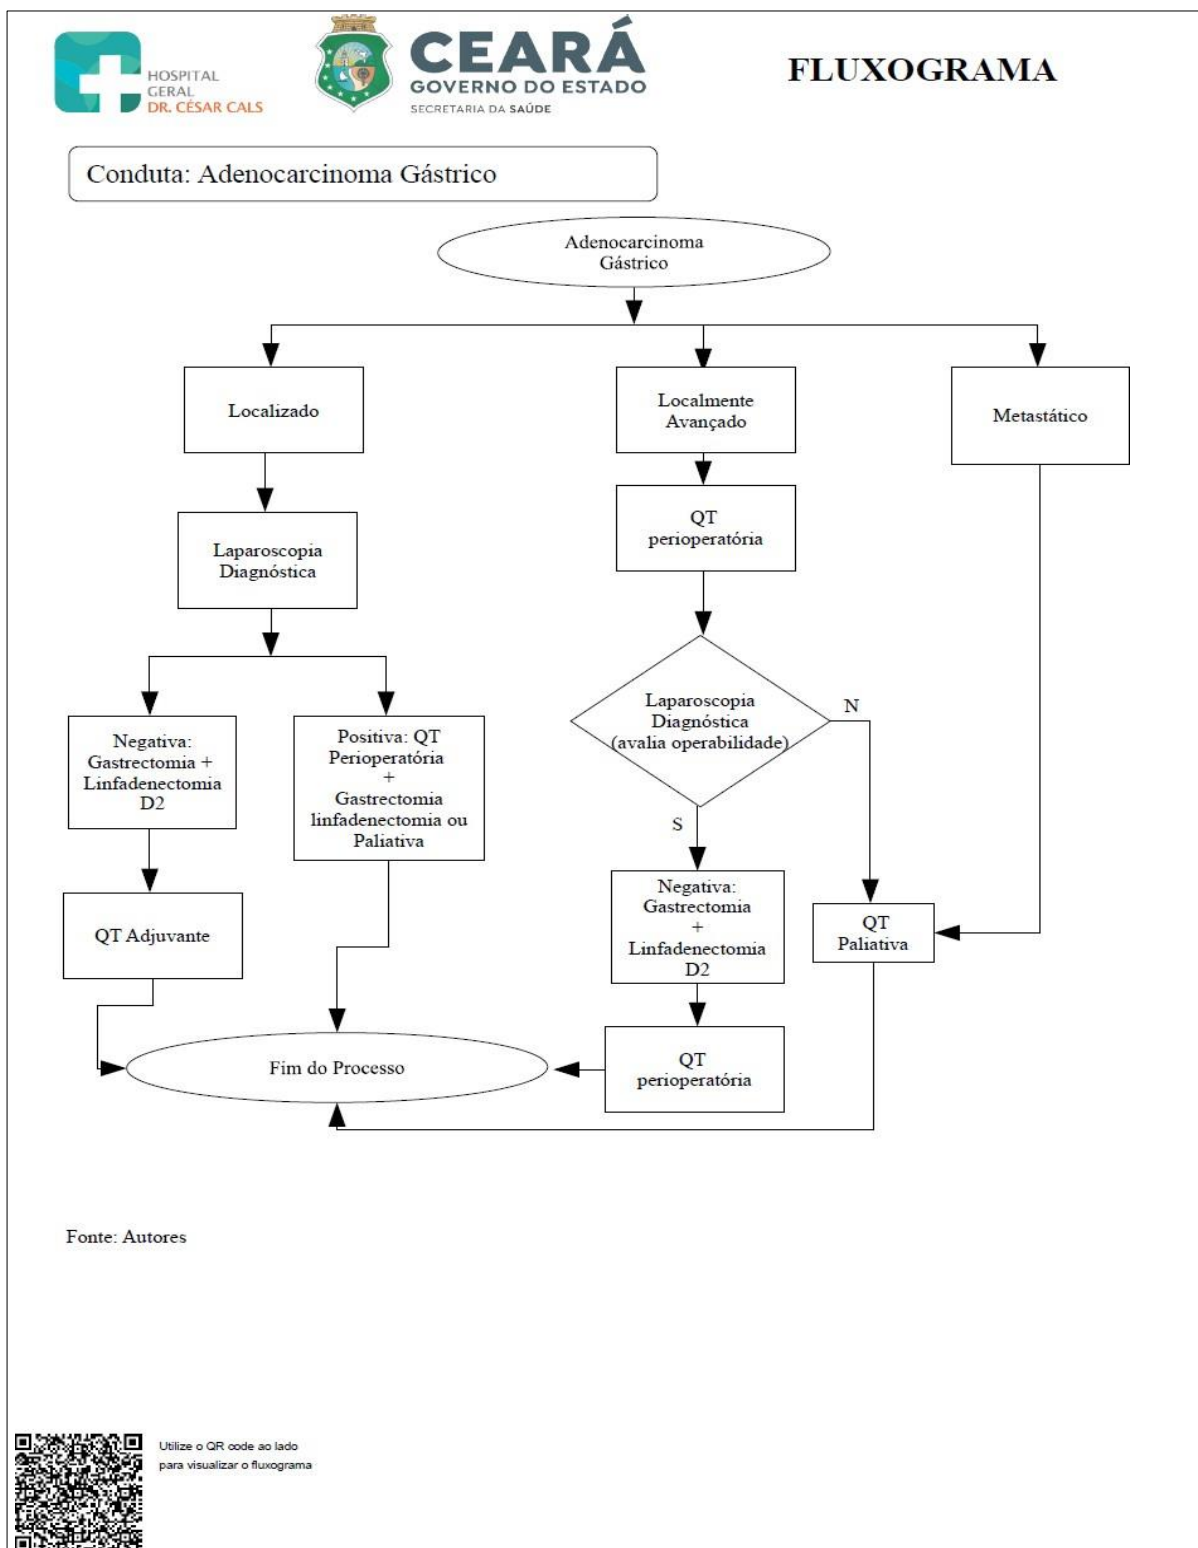 HOSPITAL
GERAL
DR. CÉSAR CALS
CEARÁ
GOVERNO DO ESTADO
SECRETARIA DA SAÚDE
FLUXOGRAMA
Conduta: Adenocarcinoma Gástrico
Adenocarcinoma
Gástrico
Localizado
Localmente
Avançado
Metastático
QT
perioperatória
Laparoscopia
Diagnóstica
Laparoscopia
Diagnóstica
(avalia operabilidade)
N
S
Negativa:
Gastrectomia +
Linfadenectomia
D2
Positiva: QT
Perioperatória
+
Gastrectomia
linfadenectomia ou
Paliativa
Negativa:
Gastrectomia
+
Linfadenectomia
D2
QT
Paliativa
QT Adjuvante
Fim do Processo
QT
perioperatória
Fonte: Autores
Utilize o QR code ao lado
para visualizar o fluxograma